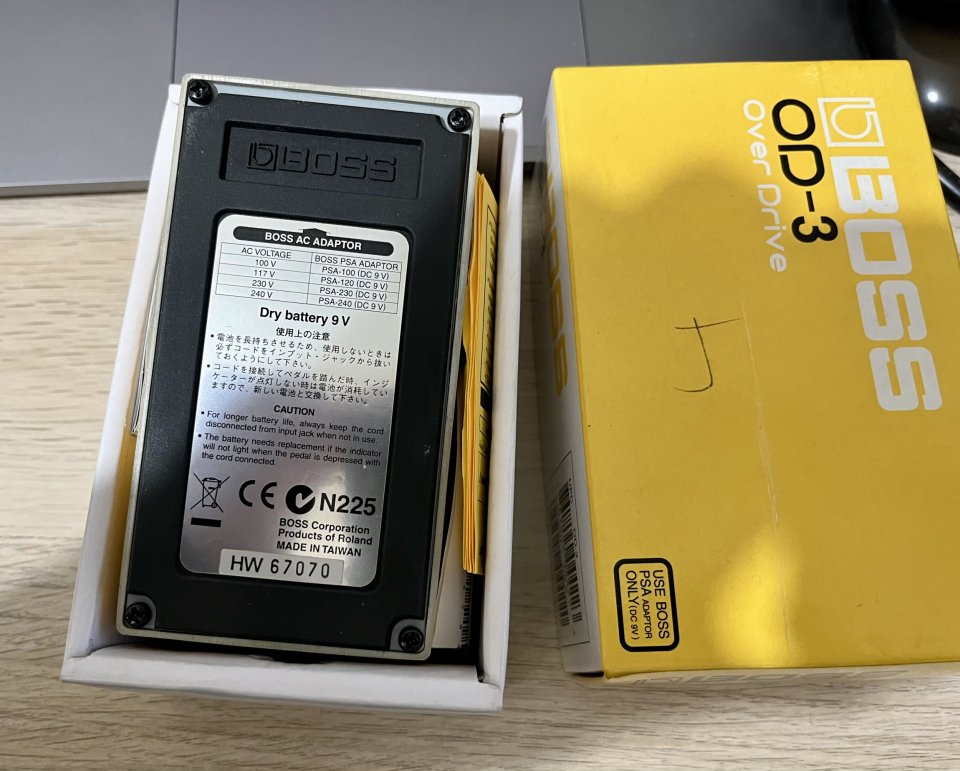 BOSS
BOSS AC ADAPTOR
AC VOLTAGE BOSS PSA ADAPTOR
100 V PSA-100 (DC 9 V)
117 V PSA-120 (DC 9 V)
230 V PSA-230 (DC 9 V)
240 V PSA-240 (DC 9 V)
Dry battery 9 V
使用上の注意
• 電池を長持ちさせるため、使用しないときは
必ずコードをインプット・ジャックから抜い
ておくようにして下さい。
• コードを接続してペダルを踏んだ時、インジ
ケーターが点灯しない時は電池が消耗してい
ますので、新しい電池と交換して下さい。
CAUTION
• For longer battery life, always keep the cord
disconnected from input jack when not in use.
• The battery needs replacement if the indicator
will not light when the pedal is depressed with
the cord connected.
CE N225
BOSS Corporation
Products of Roland
MADE IN TAIWAN
HW 67070
BOSS
OD-3
Over Drive
BOSS
USE BOSS
PSA ADAPTOR
ONLY (DC 9V)